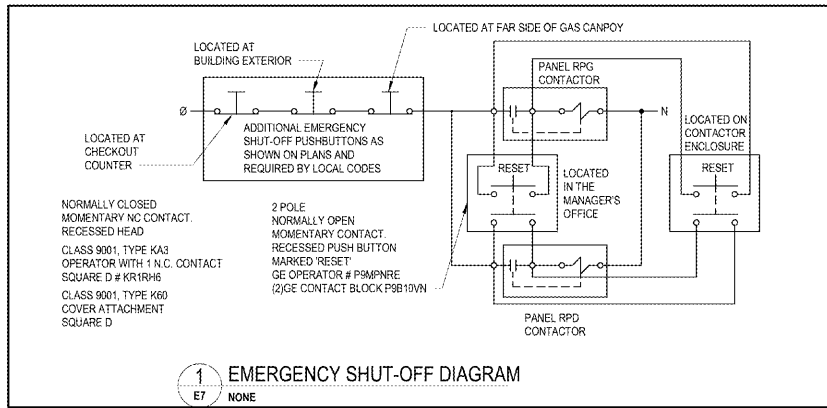 LOCATED AT FAR SIDE OF GAS CANPOY
LOCATED AT
BUILDING EXTERIOR
PANEL RPG
CONTACTOR
Ø
N
LOCATED AT
CHECKOUT
COUNTER
ADDITIONAL EMERGENCY
SHUT-OFF PUSHBUTTONS AS
SHOWN ON PLANS AND
REQUIRED BY LOCAL CODES
LOCATED ON
CONTACTOR
ENCLOSURE
RESET
LOCATED
IN THE
MANAGER'S
OFFICE
RESET
NORMALLY CLOSED
MOMENTARY NC CONTACT.
RECESSED HEAD
CLASS 9001, TYPE KA3
OPERATOR WITH 1 N.C. CONTACT
SQUARE D # KR1RH6
CLASS 9001, TYPE K60
COVER ATTACHMENT
SQUARE D
2 POLE
NORMALLY OPEN
MOMENTARY CONTACT.
RECESSED PUSH BUTTON
MARKED 'RESET'
GE OPERATOR # P9MPNRE
(2)GE CONTACT BLOCK P9B10VN
PANEL RPD
CONTACTOR
1
E7
EMERGENCY SHUT-OFF DIAGRAM
NONE